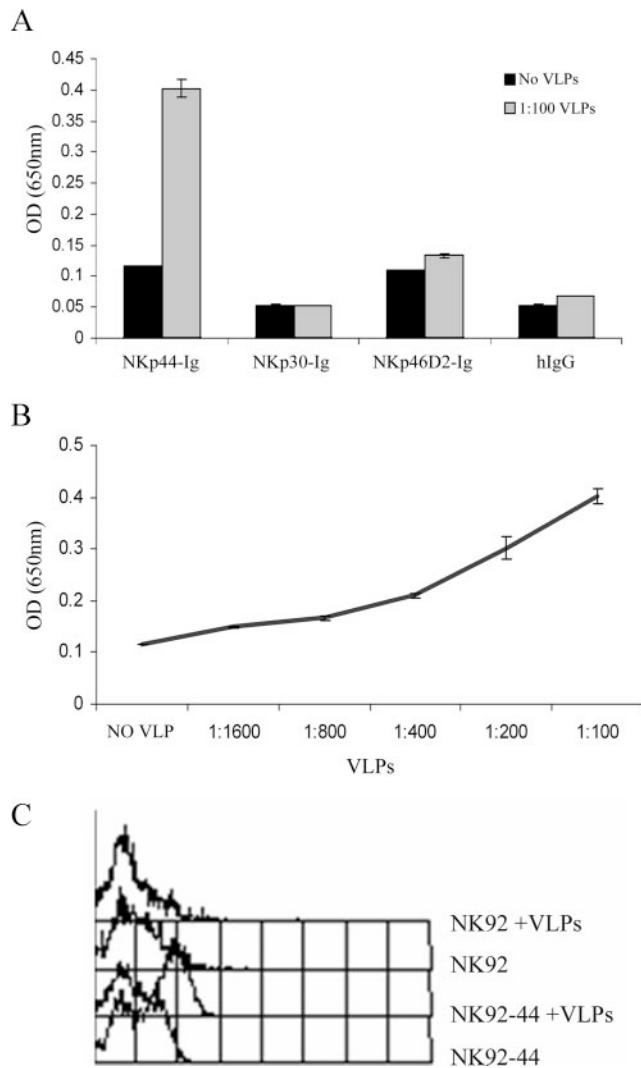 A
0.45
0.4
0.35
0.3
0.25
0.2
0.15
0.1
0.05
0
OD (650nm)
No VLPs
1:100 VLPs
NKp44-Ig NKp30-Ig NKp46D2-Ig hIgG
B
0.5
0.4
0.3
0.2
0.1
0
OD (650nm)
NO VLP 1:1600 1:800 1:400 1:200 1:100
VLPs
C
NK92 +VLPs
NK92
NK92-44 +VLPs
NK92-44